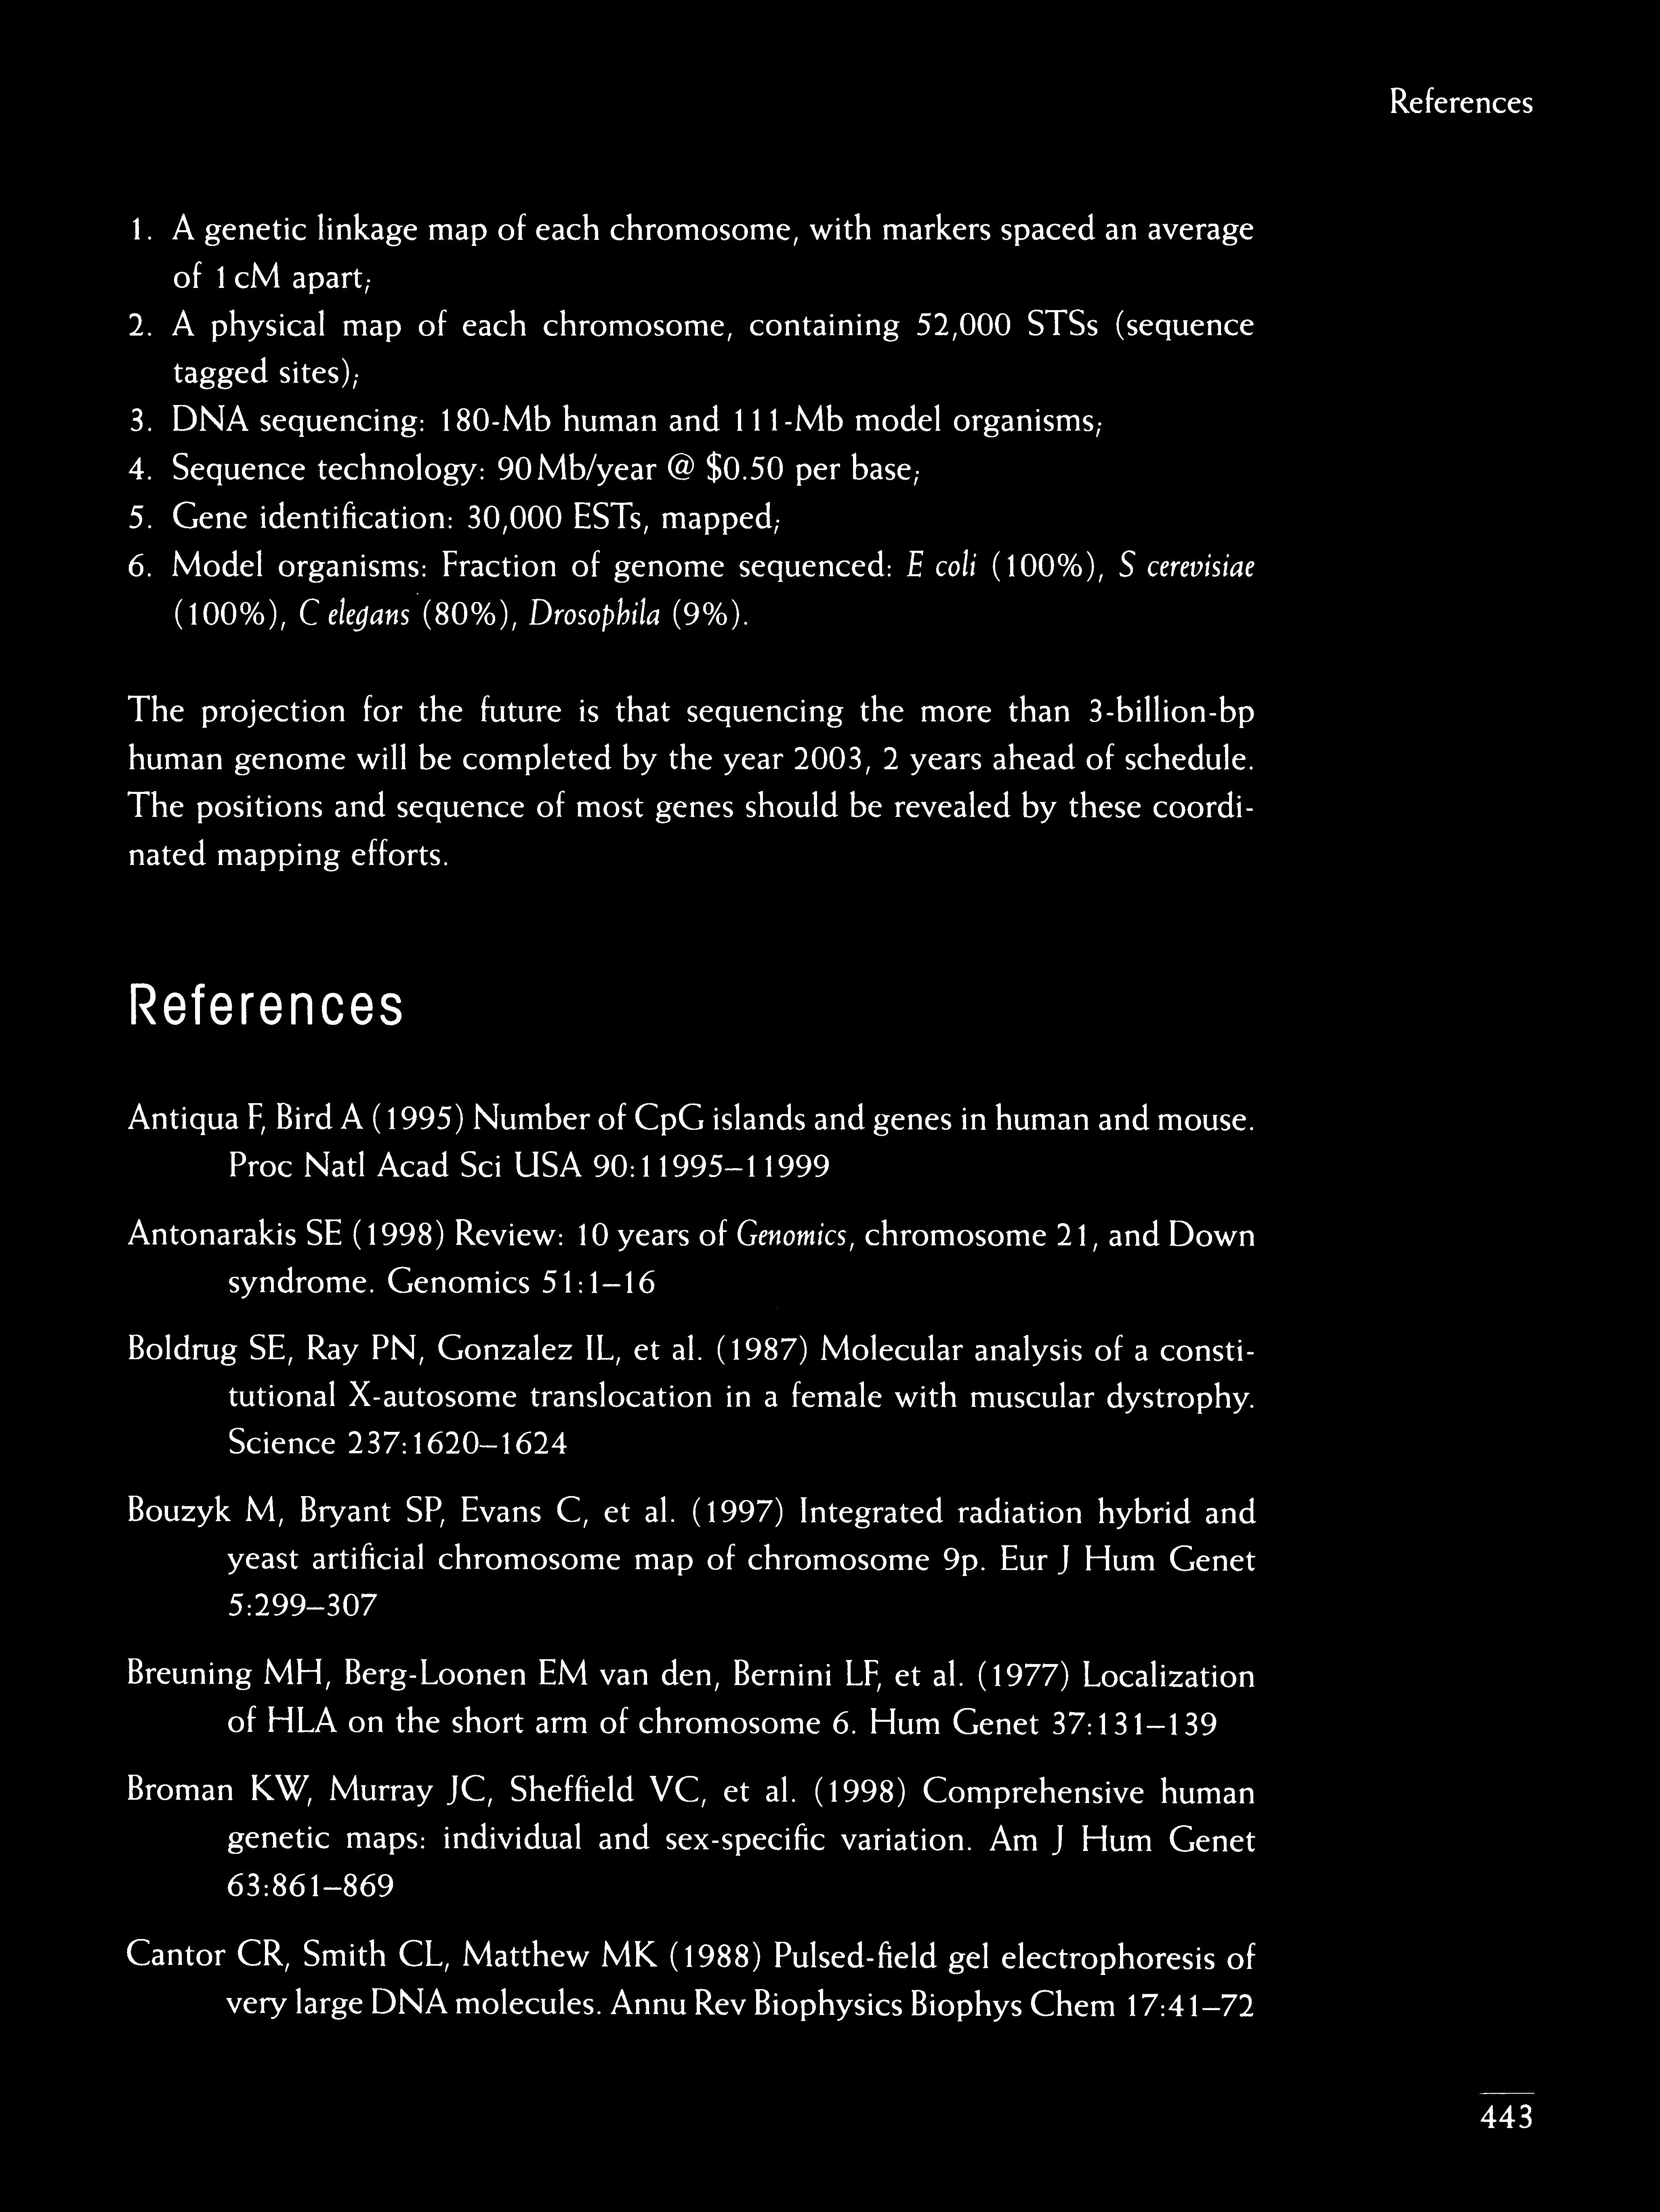 References
1. A genetic linkage map of each chromosome, with markers spaced an average
of 1 cM apart;
2. A physical map of each chromosome, containing 52,000 STSs (sequence
tagged sites);
3. DNA sequencing: 180-Mb human and 111-Mb model organisms;
4. Sequence technology: 90 Mb/year @ $0.50 per base;
5. Gene identification: 30,000 ESTs, mapped;
6. Model organisms: Fraction of genome sequenced: E coli (100%), S cerevisiae
(100%), C elegans (80%), Drosophila (9%).
The projection for the future is that sequencing the more than 3-billion-bp
human genome will be completed by the year 2003, 2 years ahead of schedule.
The positions and sequence of most genes should be revealed by these coordi-
nated mapping efforts.
References
Antiqua F, Bird A (1995) Number of CpG islands and genes in human and mouse.
Proc Natl Acad Sci USA 90:11995–11999
Antonarakis SE (1998) Review: 10 years of Genomics, chromosome 21, and Down
syndrome. Genomics 51:1–16
Boldrug SE, Ray PN, Gonzalez IL, et al. (1987) Molecular analysis of a consti-
tutional X-autosome translocation in a female with muscular dystrophy.
Science 237:1620–1624
Bouzyk M, Bryant SP, Evans C, et al. (1997) Integrated radiation hybrid and
yeast artificial chromosome map of chromosome 9p. Eur J Hum Genet
5:299–307
Breuning MH, Berg-Loonen EM van den, Bernini LF, et al. (1977) Localization
of HLA on the short arm of chromosome 6. Hum Genet 37:131–139
Broman KW, Murray JC, Sheffield VC, et al. (1998) Comprehensive human
genetic maps: individual and sex-specific variation. Am J Hum Genet
63:861–869
Cantor CR, Smith CL, Matthew MK (1988) Pulsed-field gel electrophoresis of
very large DNA molecules. Annu Rev Biophysics Biophys Chem 17:41–72
443